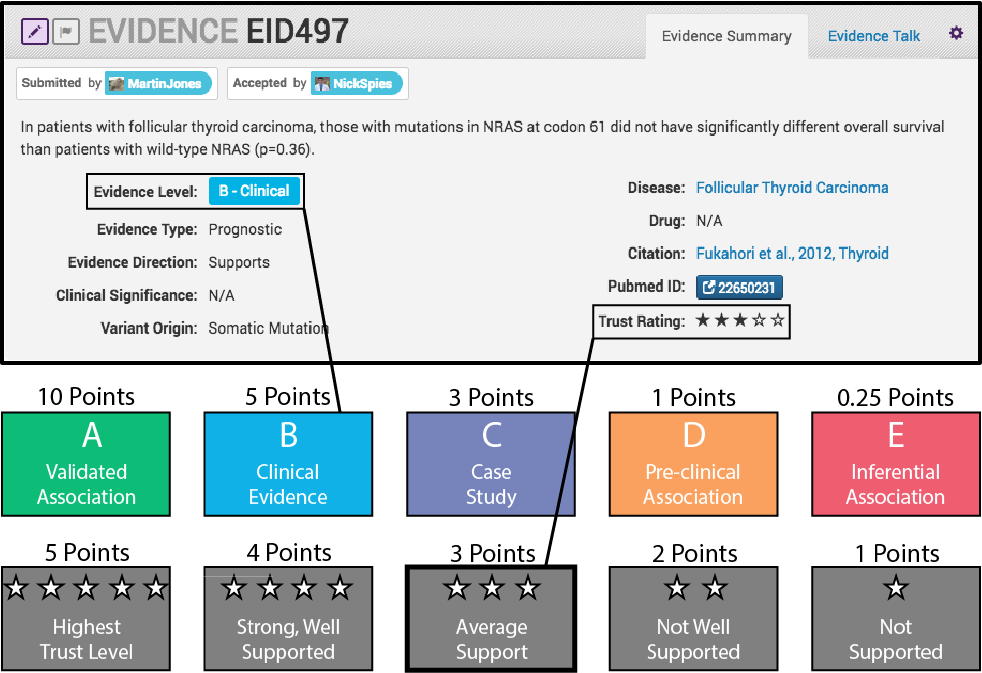 EVIDENCE EID497
Evidence Summary
Evidence Talk
Submitted by MartinJones
Accepted by NickSpies
In patients with follicular thyroid carcinoma, those with mutations in NRAS at codon 61 did not have significantly different overall survival
than patients with wild-type NRAS (p=0.36).
Evidence Level: B - Clinical
Evidence Type: Prognostic
Evidence Direction: Supports
Clinical Significance: N/A
Variant Origin: Somatic Mutation
Disease: Follicular Thyroid Carcinoma
Drug: N/A
Citation: Fukahori et al., 2012, Thyroid
Pubmed ID: 22650231
Trust Rating: ★★★☆☆
10 Points
A
Validated
Association
5 Points
B
Clinical
Evidence
3 Points
C
Case
Study
1 Points
D
Pre-clinical
Association
0.25 Points
E
Inferential
Association
5 Points
Highest
Trust Level
4 Points
Strong, Well
Supported
3 Points
Average
Support
2 Points
Not Well
Supported
1 Points
Not
Supported